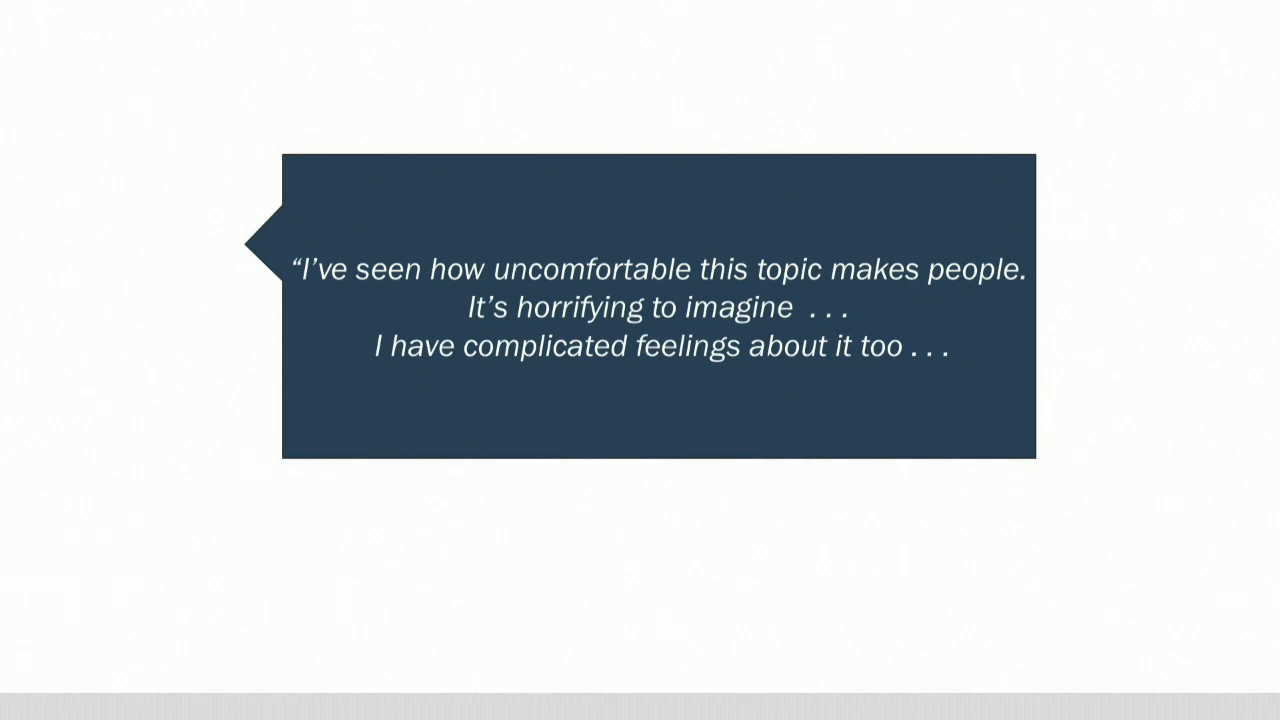 “I’ve seen how uncomfortable this topic makes people.
It’s horrifying to imagine  . . .
I have complicated feelings about it too . . .